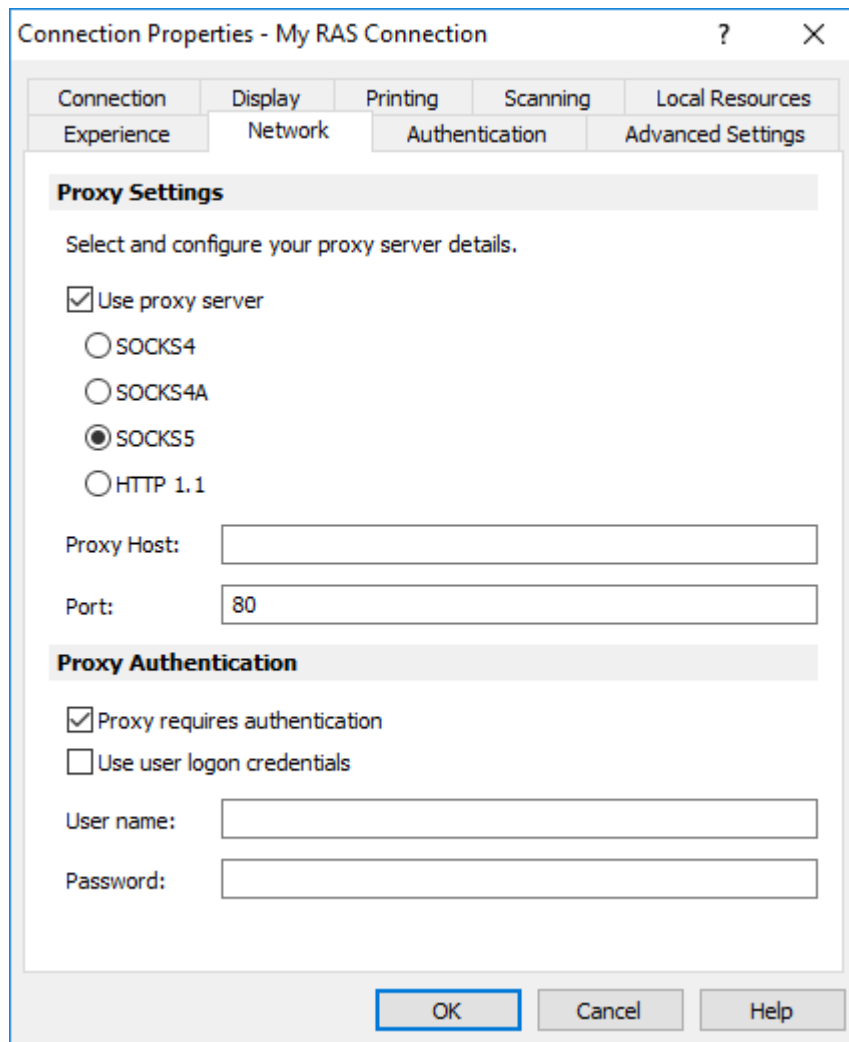 Connection Properties - My RAS Connection ?
Connection Display Printing Scanning Local Resources
Experience Network Authentication Advanced Settings
Proxy Settings
Select and configure your proxy server details.
Use proxy server
SOCKS4
SOCKS4A
SOCKS5
HTTP 1.1
Proxy Host:
Port: 80
Proxy Authentication
Proxy requires authentication
Use user logon credentials
User name:
Password:
OK Cancel Help